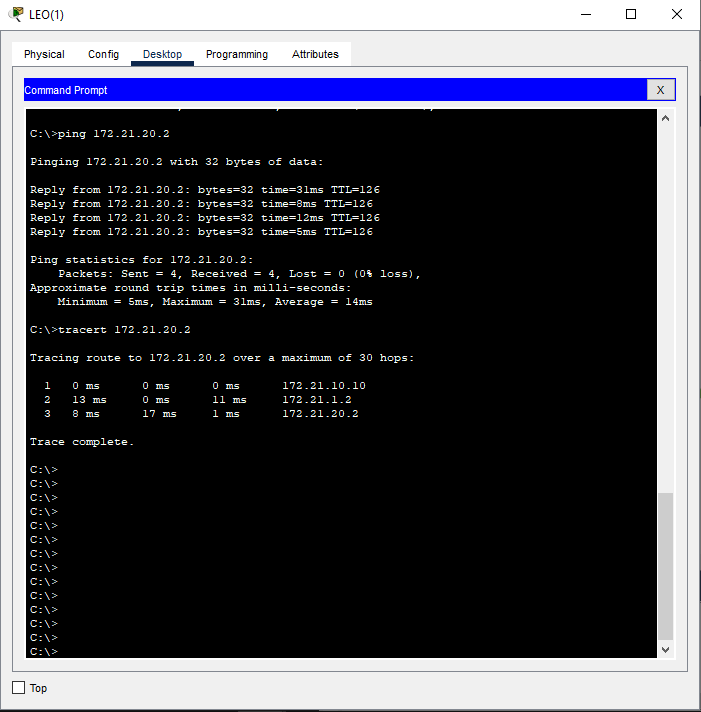 LEO(1)
Physical Config Desktop Programming Attributes
Command Prompt X
C:\>ping 172.21.20.2
Pinging 172.21.20.2 with 32 bytes of data:
Reply from 172.21.20.2: bytes=32 time=31ms TTL=126
Reply from 172.21.20.2: bytes=32 time=8ms TTL=126
Reply from 172.21.20.2: bytes=32 time=12ms TTL=126
Reply from 172.21.20.2: bytes=32 time=5ms TTL=126
Ping statistics for 172.21.20.2:
Packets: Sent = 4, Received = 4, Lost = 0 (0% loss),
Approximate round trip times in milli-seconds:
Minimum = 5ms, Maximum = 31ms, Average = 14ms
C:\>tracert 172.21.20.2
Tracing route to 172.21.20.2 over a maximum of 30 hops:
1 0 ms 0 ms 0 ms 172.21.10.10
2 13 ms 0 ms 11 ms 172.21.1.2
3 8 ms 17 ms 1 ms 172.21.20.2
Trace complete.
C:\>
C:\>
C:\>
C:\>
C:\>
C:\>
C:\>
C:\>
C:\>
C:\>
C:\>
C:\>
C:\>
C:\>
Top